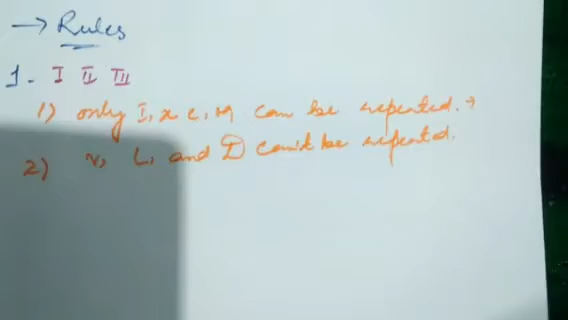 → Rules
1- I II III
1) only I, x c, M can be repeated. →
2) v, L, and D can't be repeated.